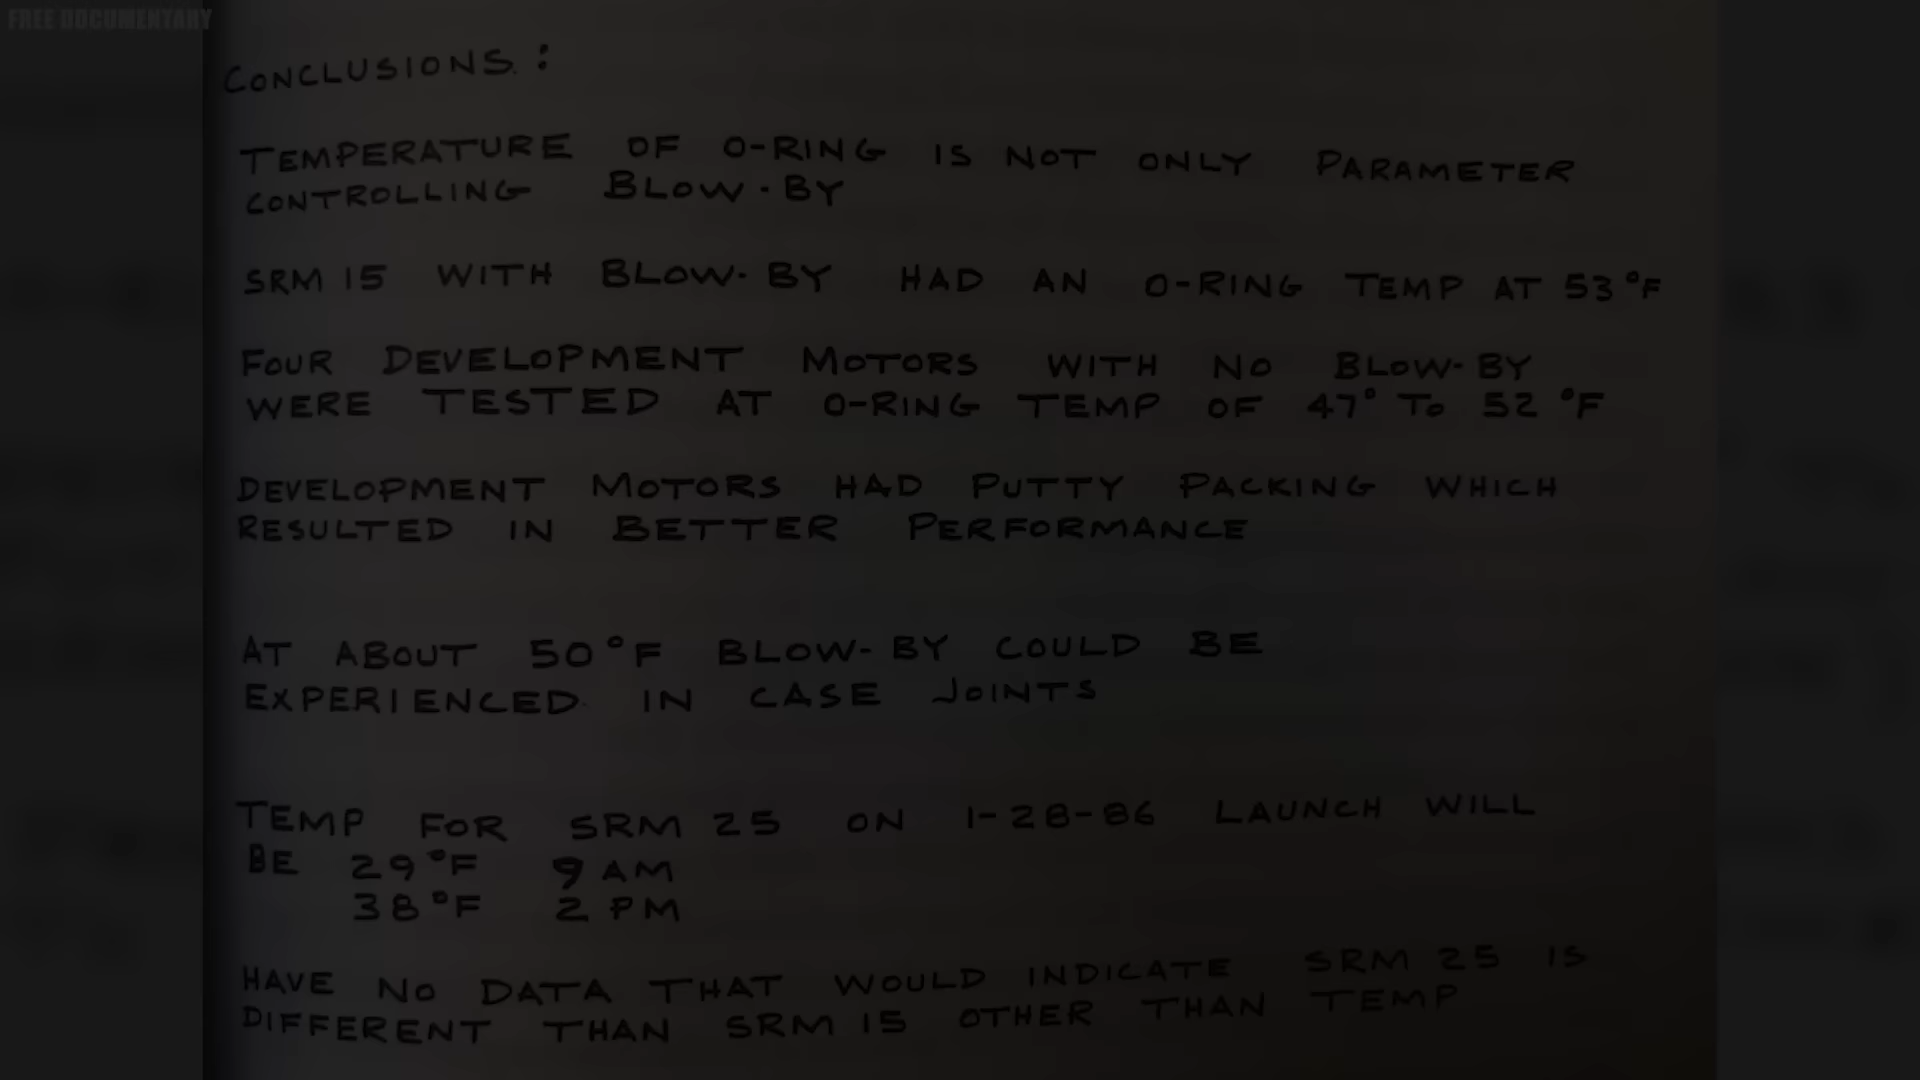 FREE DOCUMENTARY
CONCLUSIONS :
TEMPERATURE OF O-RING IS NOT ONLY PARAMETER
CONTROLLING BLOW-BY
SRM 15 WITH BLOW-BY HAD AN O-RING TEMP AT 53°F
FOUR DEVELOPMENT MOTORS WITH NO BLOW-BY
WERE TESTED AT O-RING TEMP OF 47° TO 52 °F
DEVELOPMENT MOTORS HAD PUTTY PACKING WHICH
RESULTED IN BETTER PERFORMANCE
AT ABOUT 50°F BLOW-BY COULD BE
EXPERIENCED IN CASE JOINTS
TEMP FOR SRM 25 ON 1-28-86 LAUNCH WILL
BE 29°F 9 AM
38°F 2 PM
HAVE NO DATA THAT WOULD INDICATE SRM 25 IS
DIFFERENT THAN SRM 15 OTHER THAN TEMP